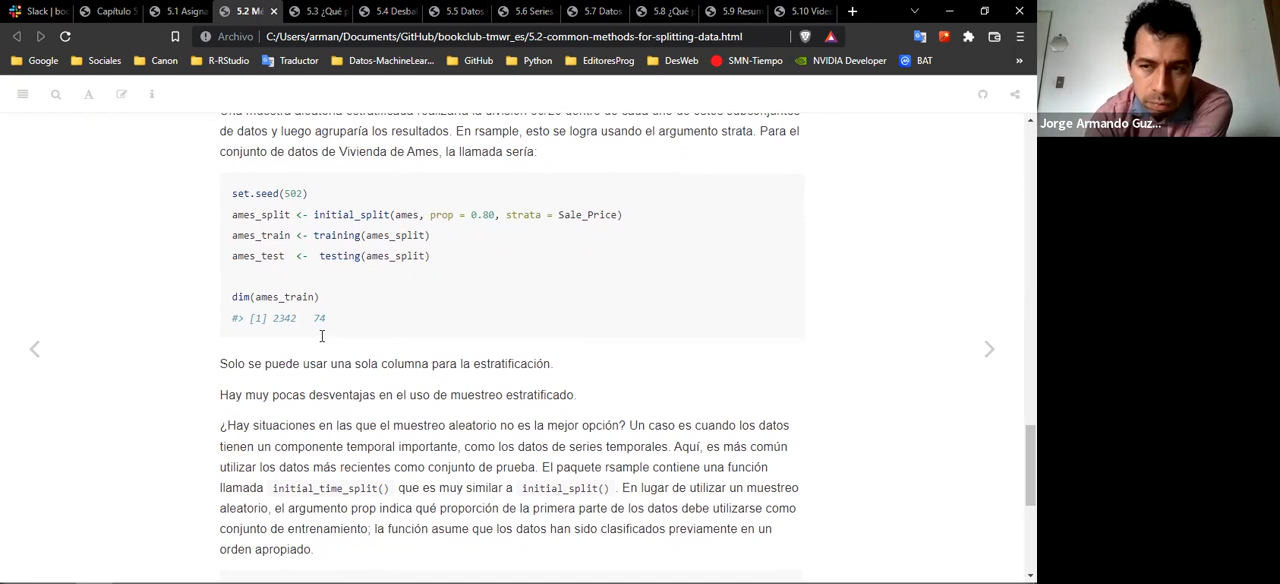 Slack | boo
Capítulo 5
5.1 Asigna
5.2 Mé
5.3 ¿Qué p
5.4 Desbal
5.5 Datos
5.6 Series
5.7 Datos
5.8 ¿Qué
5.9 Resum
5.10 Video
Archivo C:/Users/arman/Documents/GitHub/bookclub-tmwr_es/5.2-common-methods-for-splitting-data.html
Google Sociales Canon R-RStudio Traductor Datos-MachineLear... GitHub Python EditoresProg DesWeb SMN-Tiempo NVIDIA Developer BAT »
Jorge Armando Guz...
de datos y luego agruparía los resultados. En rsample, esto se logra usando el argumento strata. Para el
conjunto de datos de Vivienda de Ames, la llamada sería:
set.seed(502)
ames_split <- initial_split(ames, prop = 0.80, strata = Sale_Price)
ames_train <- training(ames_split)
ames_test <- testing(ames_split)
dim(ames_train)
#> [1] 2342 74
Solo se puede usar una sola columna para la estratificación.
Hay muy pocas desventajas en el uso de muestreo estratificado.
¿Hay situaciones en las que el muestreo aleatorio no es la mejor opción? Un caso es cuando los datos
tienen un componente temporal importante, como los datos de series temporales. Aquí, es más común
utilizar los datos más recientes como conjunto de prueba. El paquete rsample contiene una función
llamada initial_time_split() que es muy similar a initial_split() . En lugar de utilizar un muestreo
aleatorio, el argumento prop indica qué proporción de la primera parte de los datos debe utilizarse como
conjunto de entrenamiento; la función asume que los datos han sido clasificados previamente en un
orden apropiado.